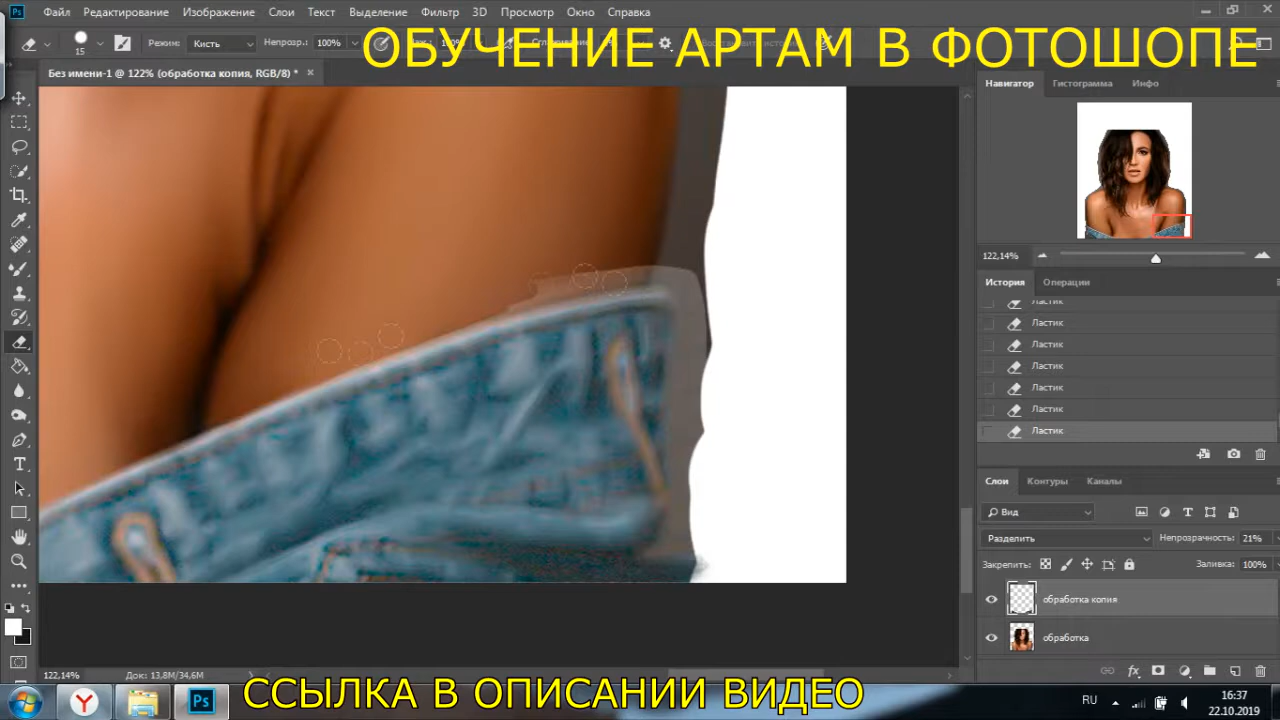 Ps Файл Редактирование Изображение Слои Текст Выделение Фильтр 3D Просмотр Окно Справка
15 Режим: Кисть Непрозр.: 100%
ОБУЧЕНИЕ АРТАМ В ФОТОШОПЕ
Без имени-1 @ 122% (обработка копия, RGB/8) * ×
Навигатор Гистограмма Инфо
122,14%
История Операции
Ластик
Ластик
Ластик
Ластик
Ластик
Ластик
Ластик
Слои Контуры Каналы
Вид
Разделить Непрозрачность: 21%
Закрепить: Заливка: 100%
обработка копия
обработка
122,14% Док: 13,8M/34,6M
ССЫЛКА В ОПИСАНИИ ВИДЕО
Y Ps RU 16:37
22.10.2019